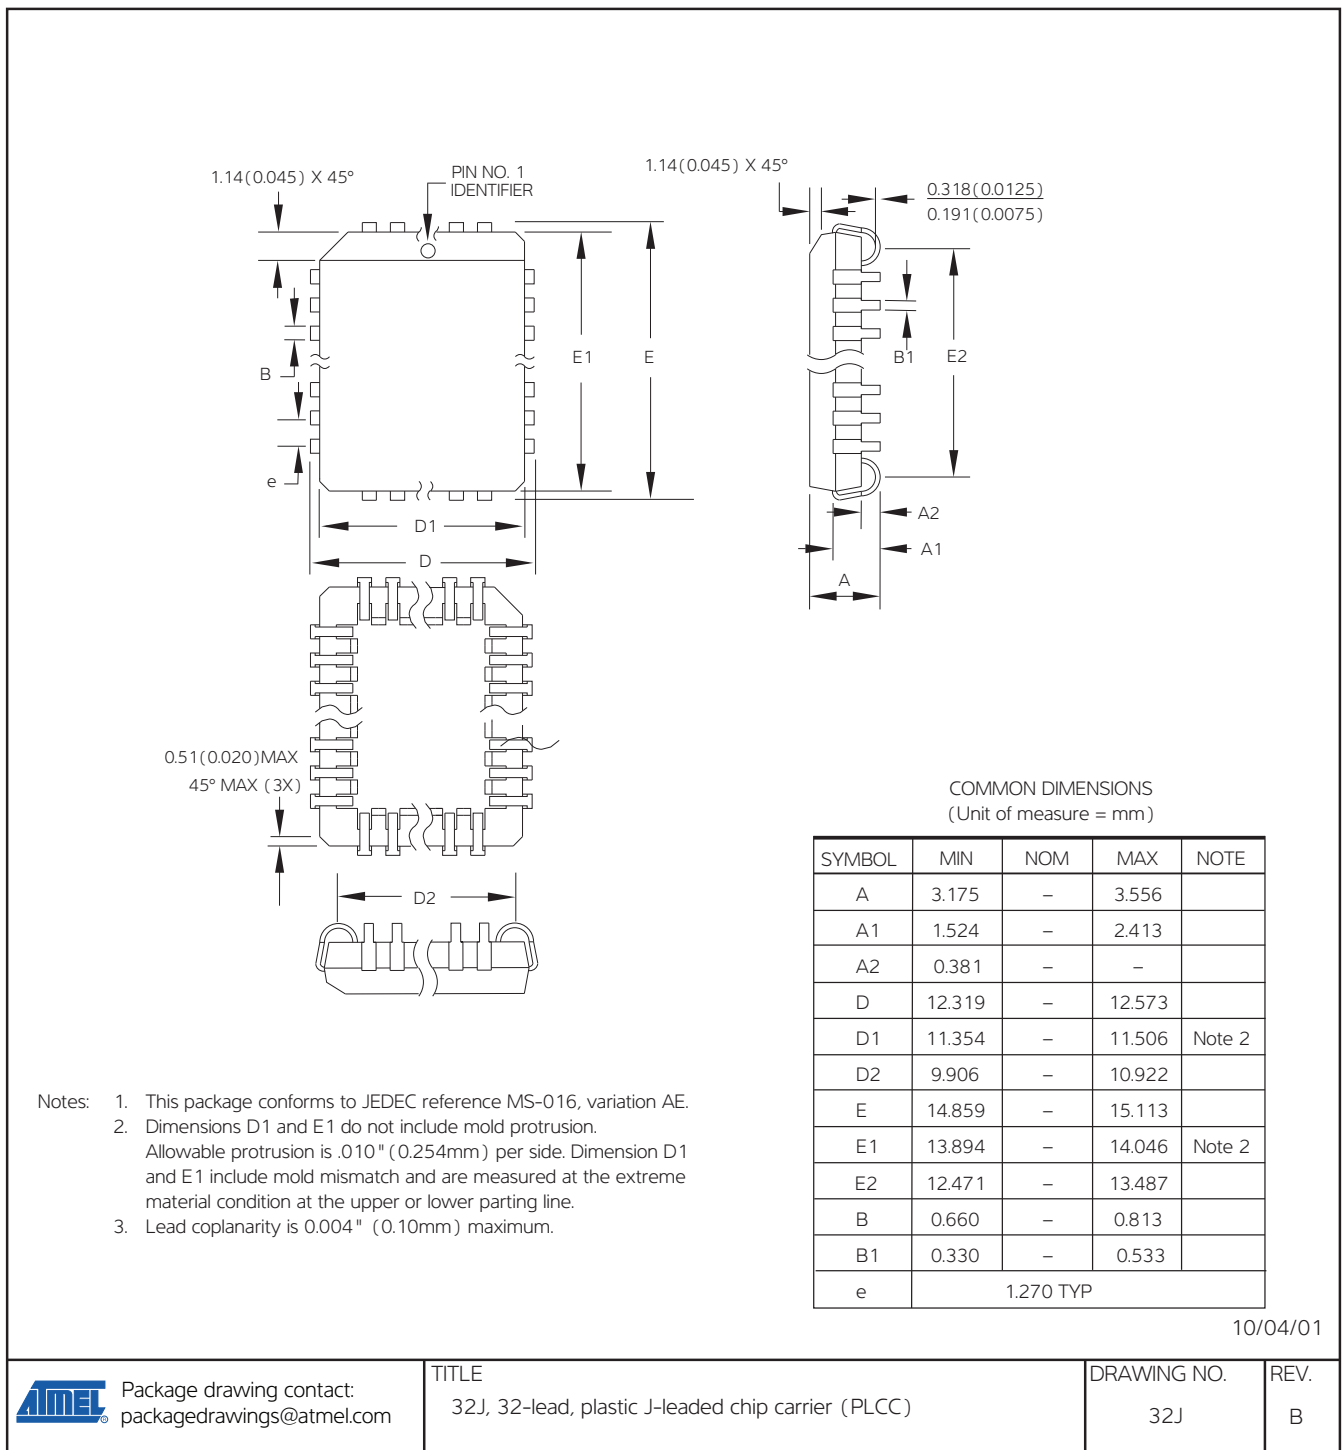 1.14(0.045) X 45°
PIN NO. 1
IDENTIFIER
1.14(0.045) X 45°
0.318(0.0125)
0.191(0.0075)
B
e
E1
E
B1
E2
D1
D
A2
A1
A
0.51(0.020)MAX
45° MAX (3X)
D2
COMMON DIMENSIONS
(Unit of measure = mm)
SYMBOL MIN NOM MAX NOTE
A 3.175 – 3.556
A1 1.524 – 2.413
A2 0.381 – –
D 12.319 – 12.573
D1 11.354 – 11.506 Note 2
D2 9.906 – 10.922
E 14.859 – 15.113
E1 13.894 – 14.046 Note 2
E2 12.471 – 13.487
B 0.660 – 0.813
B1 0.330 – 0.533
e 1.270 TYP
Notes: 1. This package conforms to JEDEC reference MS-016, variation AE.
2. Dimensions D1 and E1 do not include mold protrusion.
Allowable protrusion is .010"(0.254mm) per side. Dimension D1
and E1 include mold mismatch and are measured at the extreme
material condition at the upper or lower parting line.
3. Lead coplanarity is 0.004" (0.10mm) maximum.
10/04/01
ATMEL ®
Package drawing contact:
packagedrawings@atmel.com
TITLE
32J, 32-lead, plastic J-leaded chip carrier (PLCC)
DRAWING NO.
32J
REV.
B